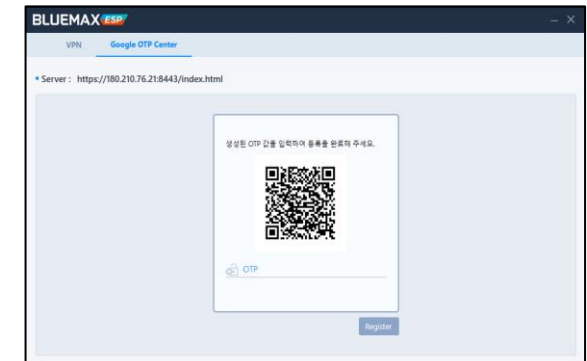 BLUEMAX ESP
VPN Google OTP Center
Server : https://180.210.76.21:8443/index.html
생성된 OTP 값을 입력하여 등록을 완료해 주세요.
OTP
Register